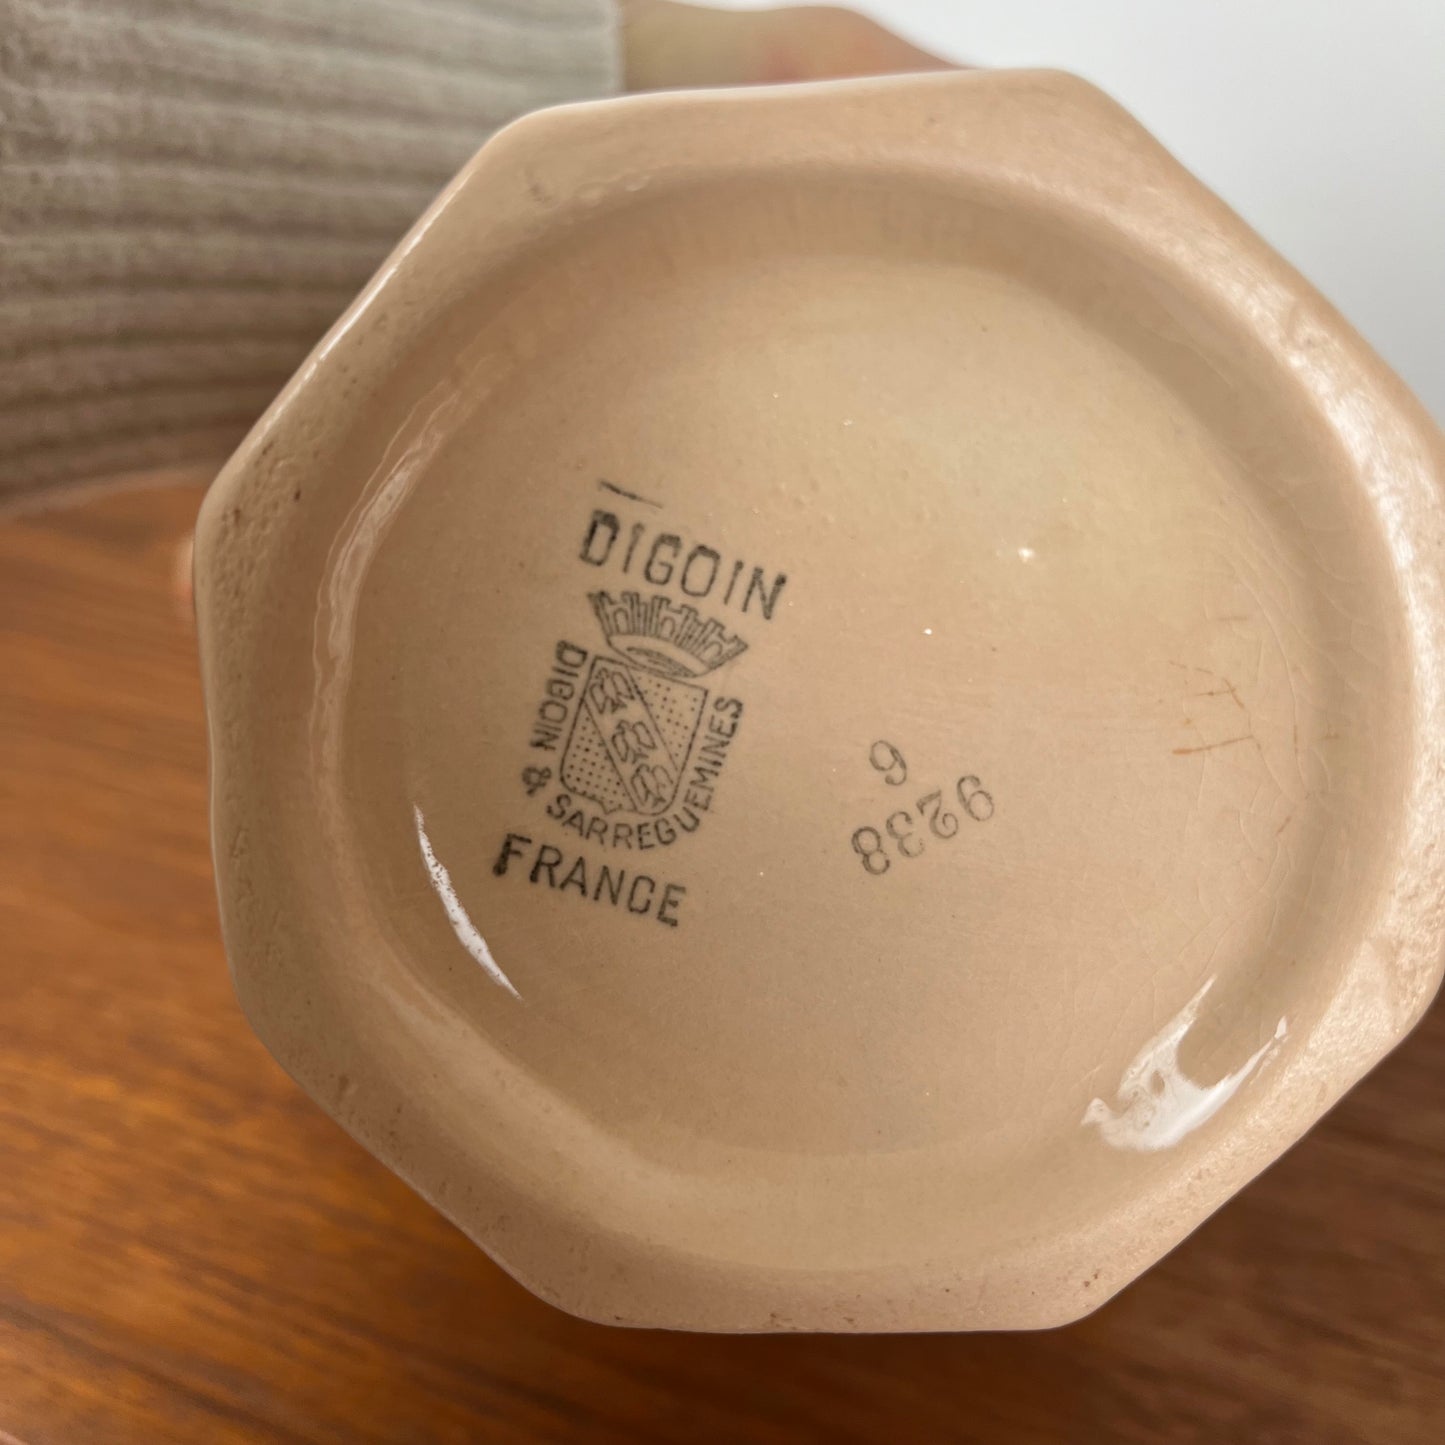 DIGOIN
DIGOIN & SARREGUEMINES
FRANCE
6
9238